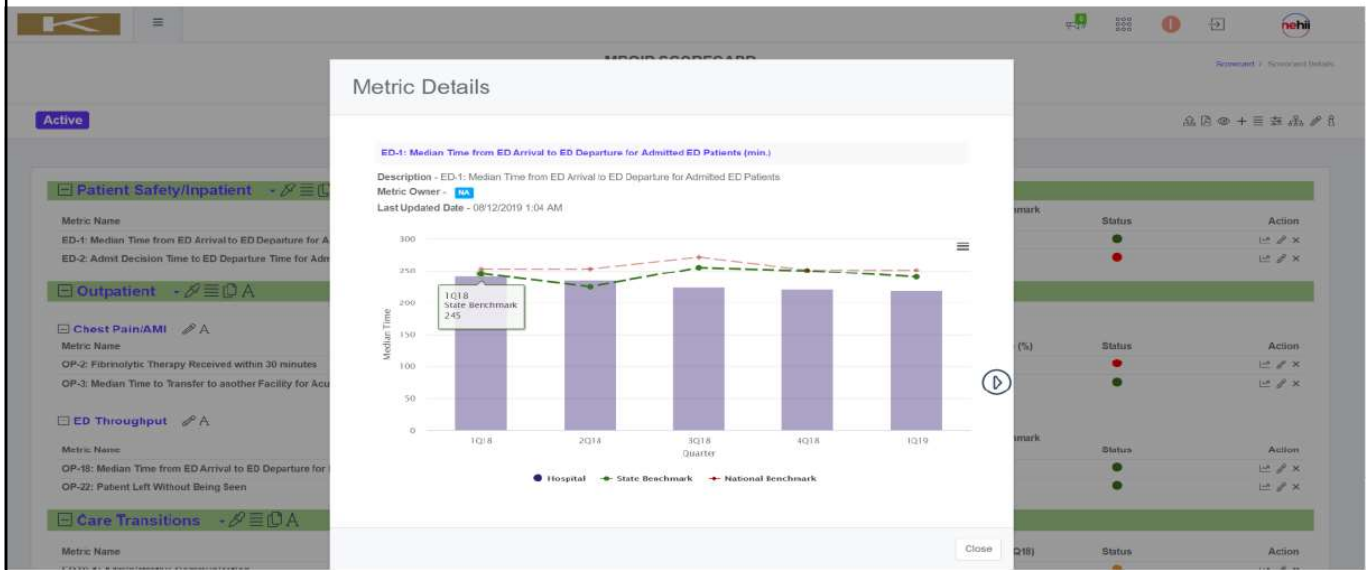 K
nehii
Scorecard / Scorecard Details
Metric Details
Active
ED-1: Median Time from ED Arrival to ED Departure for Admitted ED Patients (min.)
Description - ED-1: Median Time from ED Arrival to ED Departure for Admitted ED Patients
Metric Owner - NA
Last Updated Date - 08/12/2019 1:04 AM
Patient Safety/Inpatient
Metric Name
Status
Action
ED-1: Median Time from ED Arrival to ED Departure for A
ED-2: Admit Decision Time to ED Departure Time for Adm
Outpatient
A
Chest Pain/AMI
A
Metric Name
(%)
Status
Action
OP-2: Fibrinolytic Therapy Received within 30 minutes
OP-3: Median Time to Transfer to another Facility for Acu
ED Throughput
A
Metric Name
Status
Action
OP-18: Median Time from ED Arrival to ED Departure for
OP-22: Patient Left Without Being Seen
Care Transitions
A
Metric Name
Q18)
Status
Action
300
250
200
150
100
50
0
Median Time
1Q18
State Benchmark
245
1Q18
2Q18
3Q18
4Q18
1Q19
Quarter
Hospital
State Benchmark
National Benchmark
Close